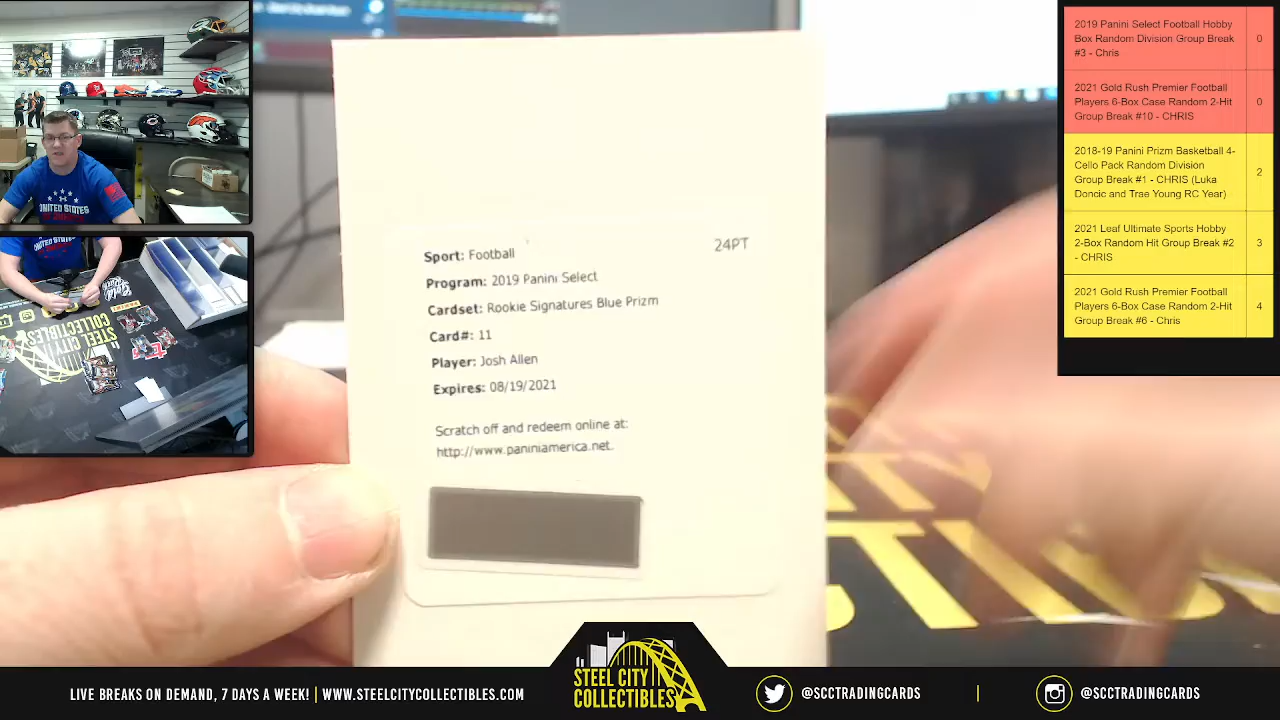 Sport: Football
24PT
Program: 2019 Panini Select
Cardset: Rookie Signatures Blue Prizm
Card#: 11
Player: Josh Allen
Expires: 08/19/2021
Scratch off and redeem online at:
http://www.paniniamerica.net.
2019 Panini Select Football Hobby
Box Random Division Group Break
#3 - Chris
0
2021 Gold Rush Premier Football
Players 6-Box Case Random 2-Hit
Group Break #10 - CHRIS
0
2018-19 Panini Prizm Basketball 4-
Cello Pack Random Division
Group Break #1 - CHRIS (Luka
Doncic and Trae Young RC Year)
2
2021 Leaf Ultimate Sports Hobby
2-Box Random Hit Group Break #2
- CHRIS
3
2021 Gold Rush Premier Football
Players 6-Box Case Random 2-Hit
Group Break #6 - Chris
4
UNITED STATES
STEEL CITY
COLLECTIBLES
LIVE BREAKS ON DEMAND, 7 DAYS A WEEK! | WWW.STEELCITYCOLLECTIBLES.COM
STEEL CITY
COLLECTIBLES
@SCCTRADINGCARDS | @SCCTRADINGCARDS